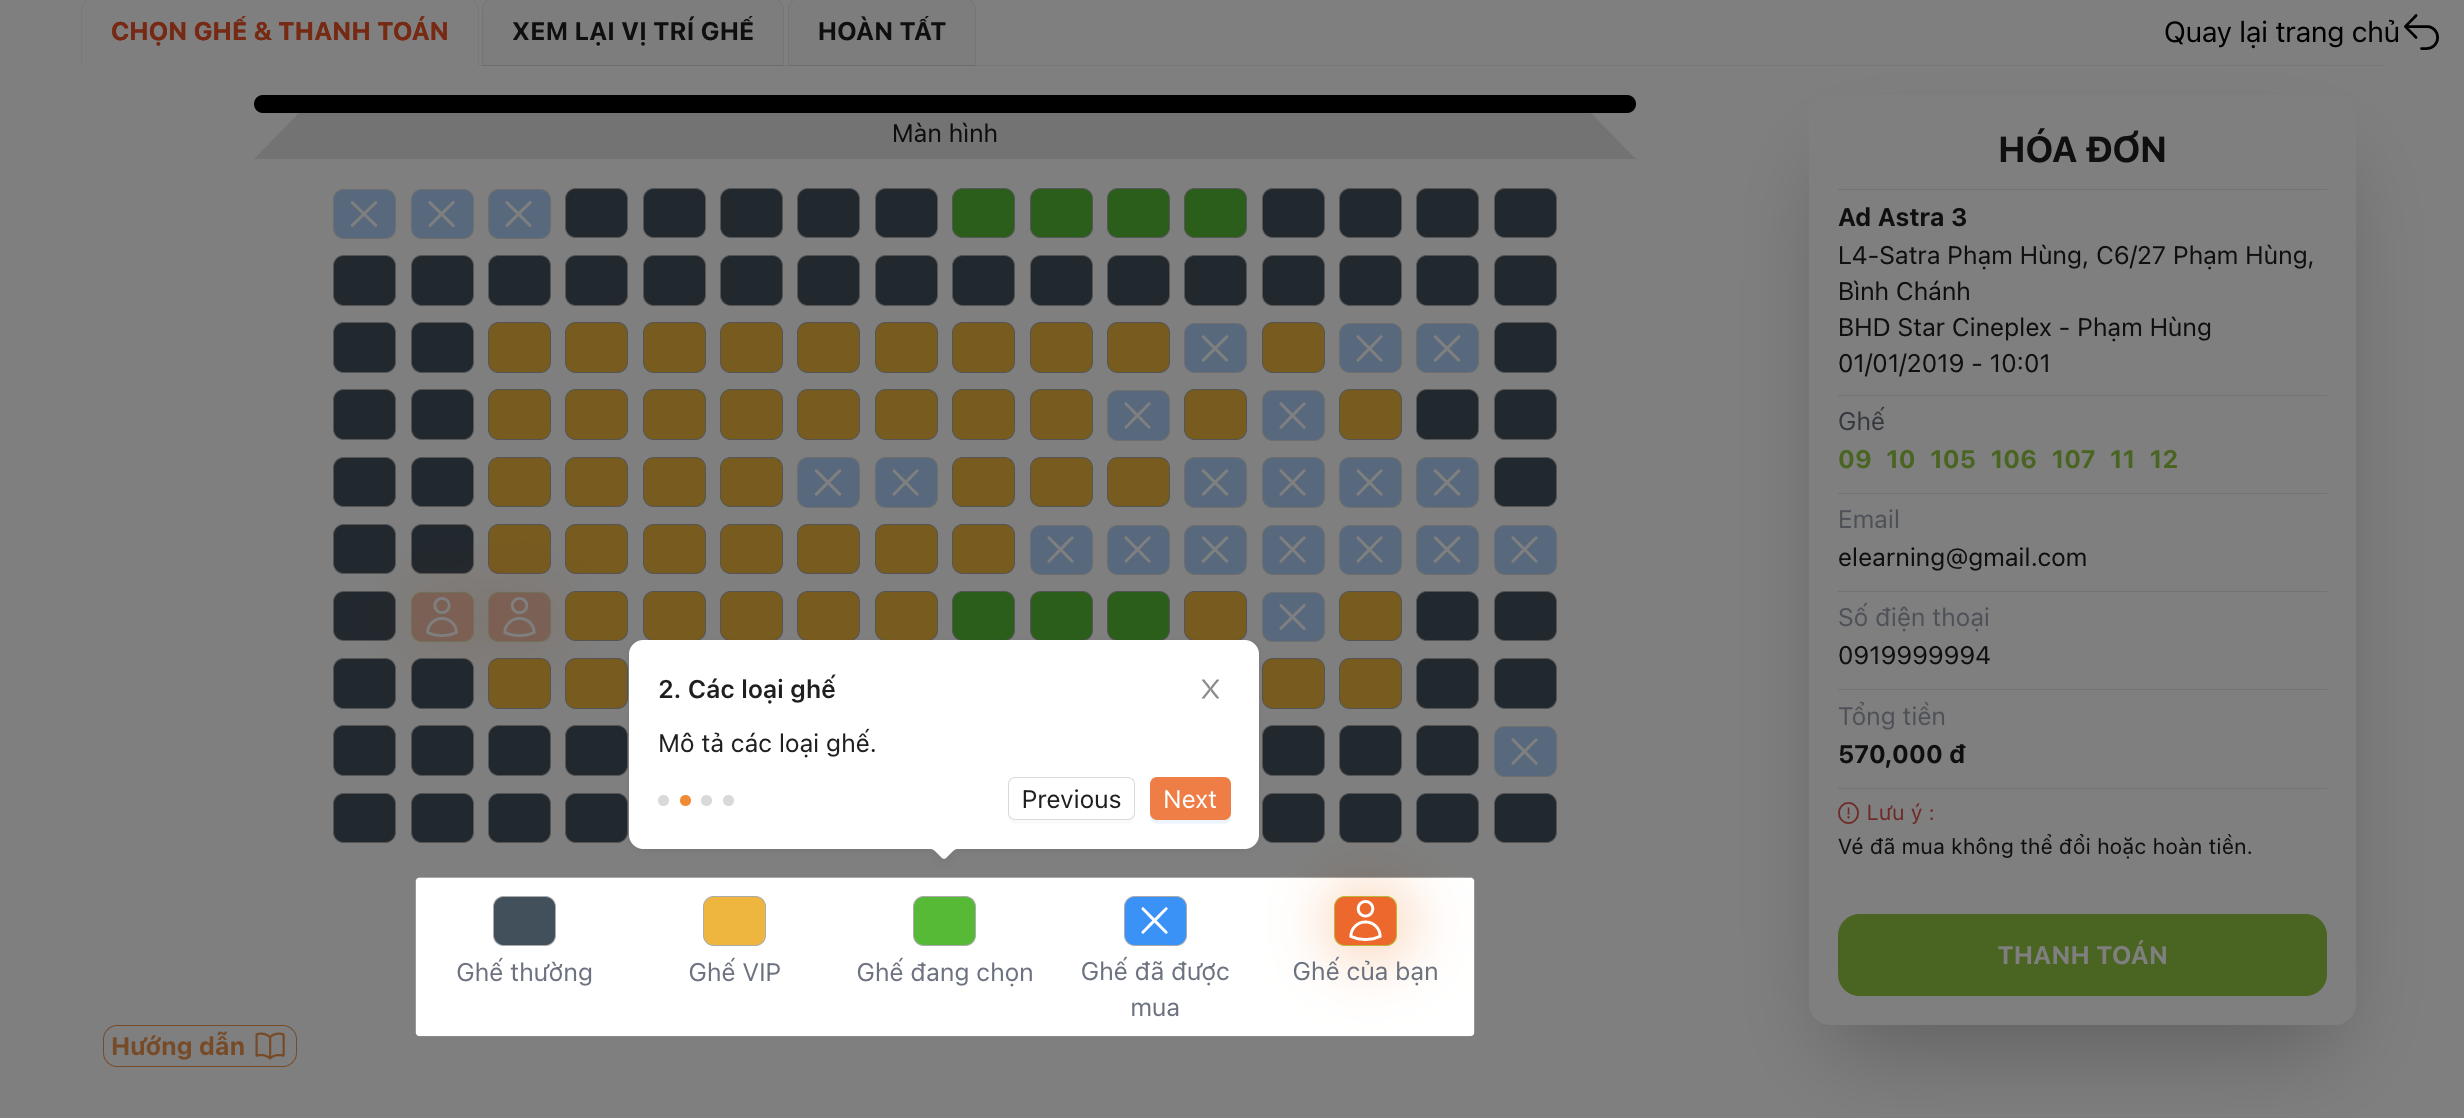 CHỌN GHẾ & THANH TOÁN
XEM LẠI VỊ TRÍ GHẾ
HOÀN TẤT
Quay lại trang chủ
Màn hình
2. Các loại ghế
Mô tả các loại ghế.
Previous
Next
Ghế thường
Ghế VIP
Ghế đang chọn
Ghế đã được
mua
Ghế của bạn
Hướng dẫn
HÓA ĐƠN
Ad Astra 3
L4-Satra Phạm Hùng, C6/27 Phạm Hùng,
Bình Chánh
BHD Star Cineplex - Phạm Hùng
01/01/2019 - 10:01
Ghế
09 10 105 106 107 11 12
Email
elearning@gmail.com
Số điện thoại
0919999994
Tổng tiền
570,000 đ
Lưu ý :
Vé đã mua không thể đổi hoặc hoàn tiền.
THANH TOÁN